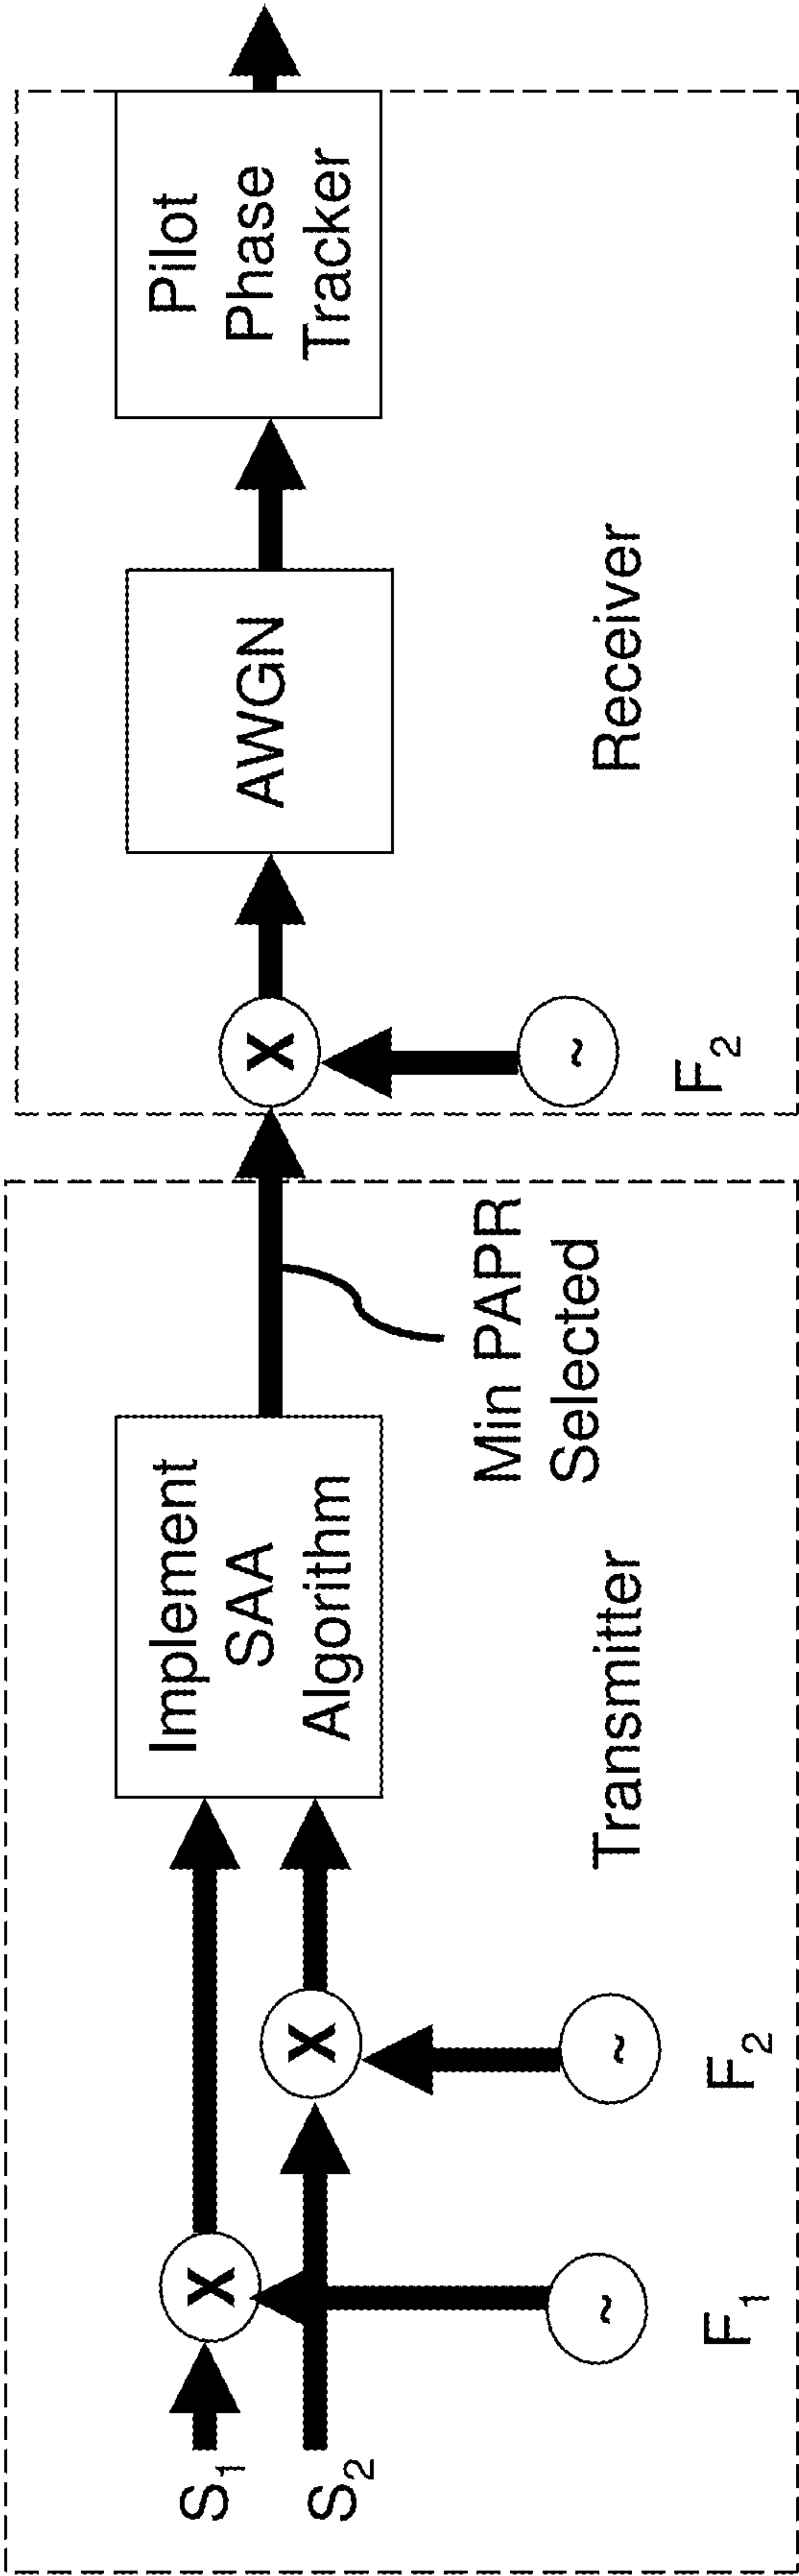 S1
S2
X
X
~
~
F1
F2
Implement
SAA
Algorithm
Min PAPR
Selected
Transmitter
X
~
F2
AWGN
Pilot
Phase
Tracker
Receiver